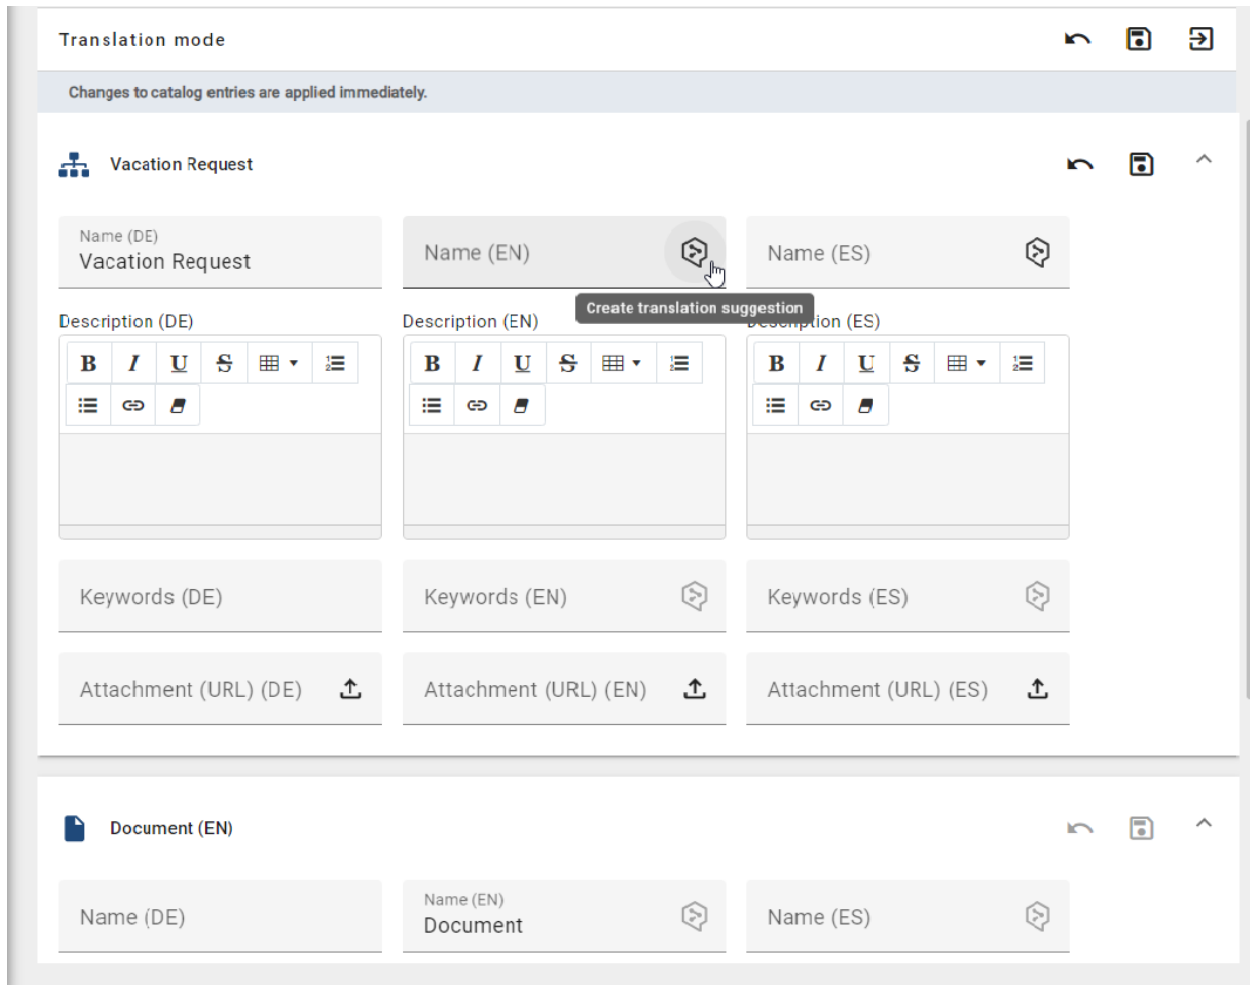 Translation mode
Changes to catalog entries are applied immediately.
Vacation Request
Name (DE)
Vacation Request
Name (EN)
Name (ES)
Create translation suggestion
Description (DE)
Description (EN)
Description (ES)
B I U S
B I U S
B I U S
Keywords (DE)
Keywords (EN)
Keywords (ES)
Attachment (URL) (DE)
Attachment (URL) (EN)
Attachment (URL) (ES)
Document (EN)
Name (DE)
Name (EN)
Document
Name (ES)